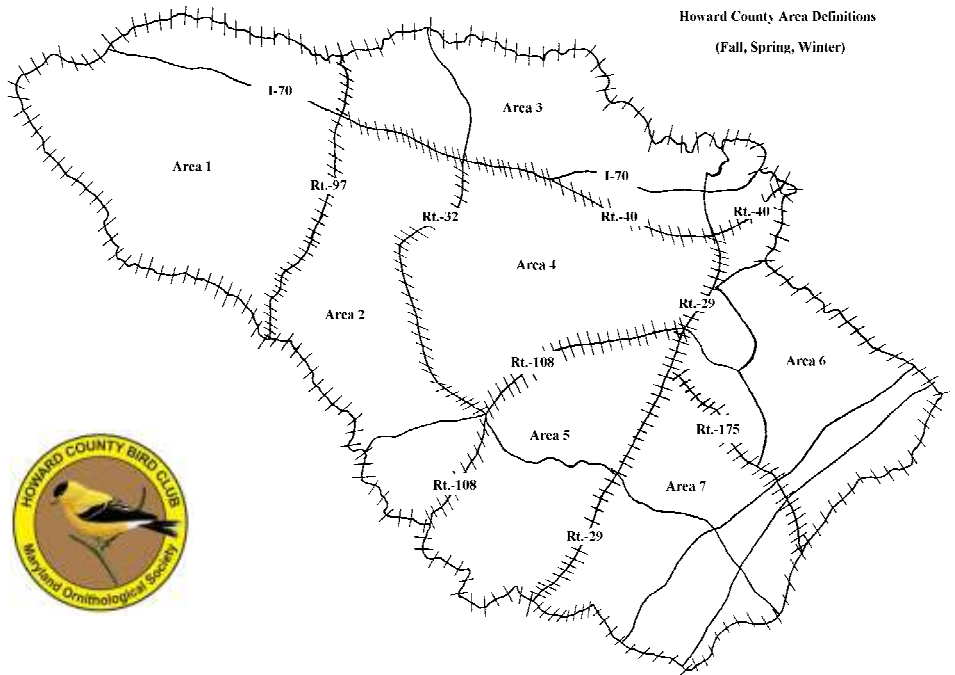 Howard County Area Definitions
(Fall, Spring, Winter)
I-70
Area 3
Area 1
I-70
Rt.-97
Rt.-32
Rt.-40
Rt.-40
Area 4
Rt.-29
Area 2
Rt.-108
Area 6
Area 5
Rt.-175
Rt.-108
Area 7
Rt.-29
HOWARD COUNTY BIRD CLUB
Maryland Ornithological Society